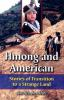 Hmong and
American
Stories of Transition
to a Strange Land